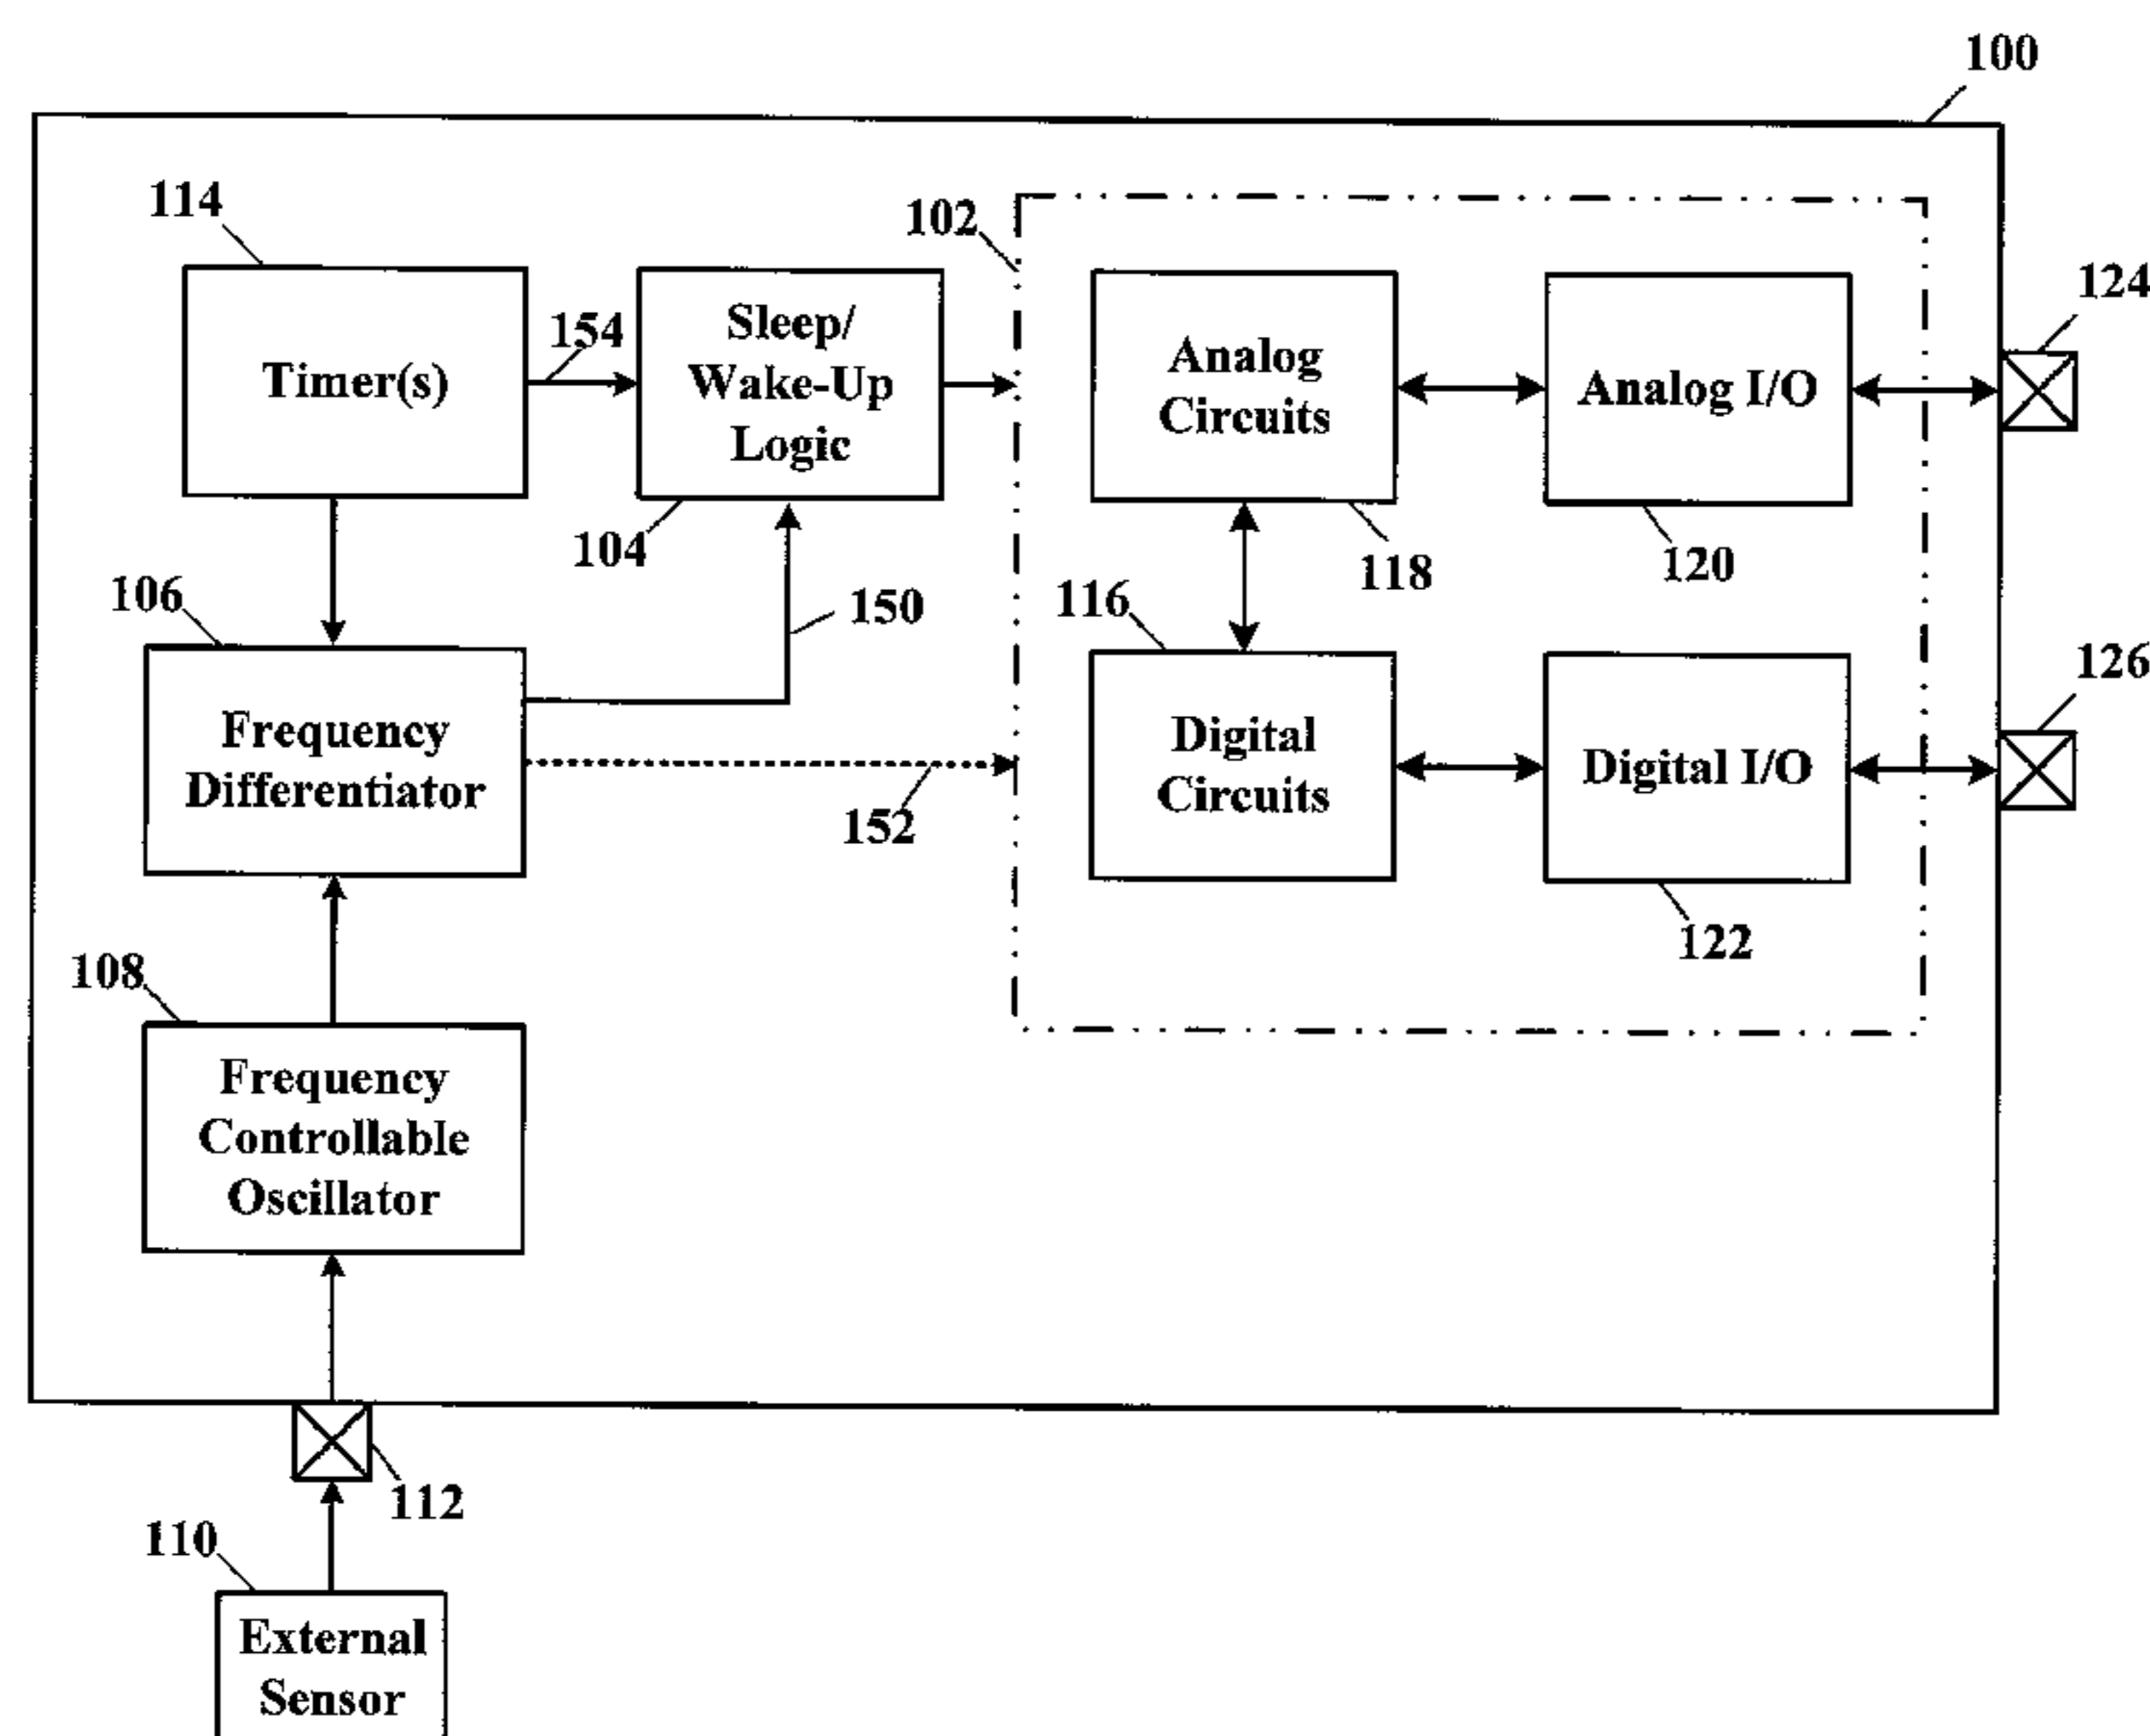 100
114
102
124
154
Timer(s)
Sleep/
Wake-Up
Logic
Analog
Circuits
Analog I/O
104
118
120
106
150
116
126
Frequency
Differentiator
Digital
Circuits
Digital I/O
152
122
108
Frequency
Controllable
Oscillator
112
110
External
Sensor